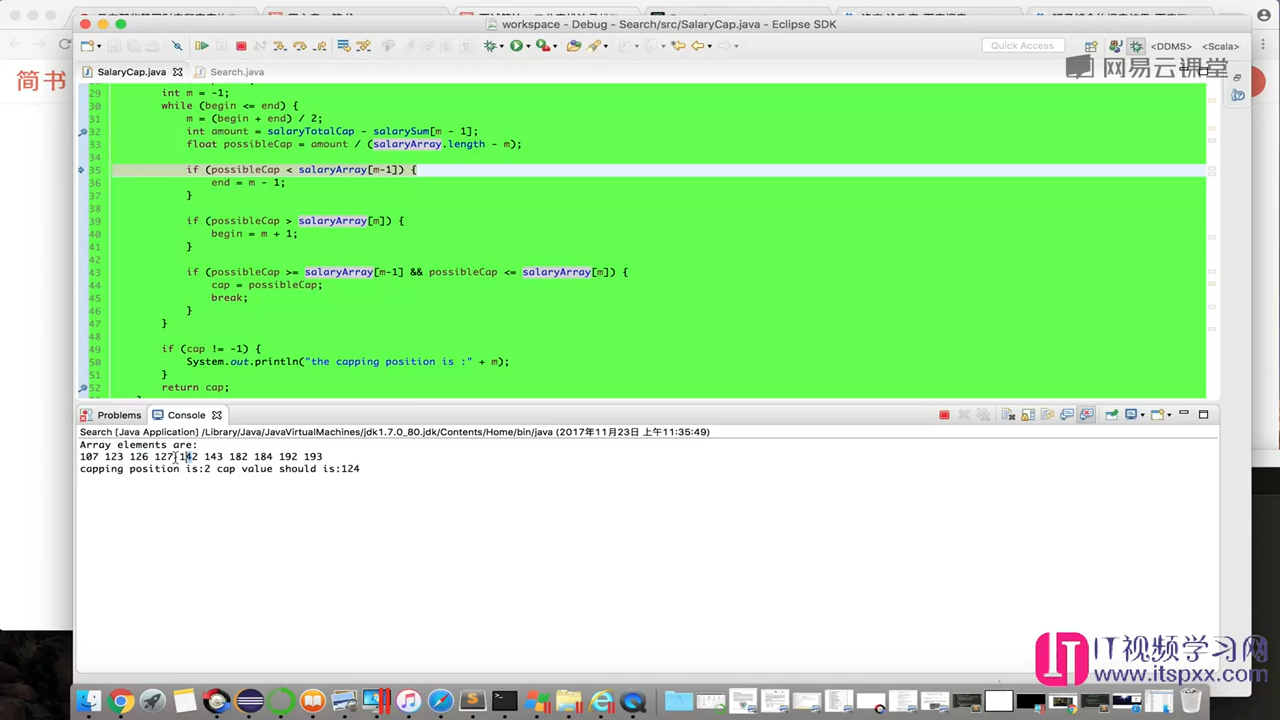 workspace - Debug - Search/src/SalaryCap.java - Eclipse SDK
Quick Access
<DDMS>
<Scala>
简书
网易云课堂
SalaryCap.java
Search.java
29 int m = -1;
30 while (begin <= end) {
31 m = (begin + end) / 2;
32 int amount = salaryTotalCap - salarySum[m - 1];
33 float possibleCap = amount / (salaryArray.length - m);
34
35 if (possibleCap < salaryArray[m-1]) {
36 end = m - 1;
37 }
38
39 if (possibleCap > salaryArray[m]) {
40 begin = m + 1;
41 }
42
43 if (possibleCap >= salaryArray[m-1] && possibleCap <= salaryArray[m]) {
44 cap = possibleCap;
45 break;
46 }
47 }
48
49 if (cap != -1) {
50 System.out.println("the capping position is :" + m);
51 }
52 return cap;
Problems
Console
Search [Java Application] /Library/Java/JavaVirtualMachines/jdk1.7.0_80.jdk/Contents/Home/bin/java (2017年11月23日 上午11:35:49)
Array elements are:
107 123 126 127 142 143 182 184 192 193
capping position is:2 cap value should is:124
IT视频学习网
www.itspxx.com